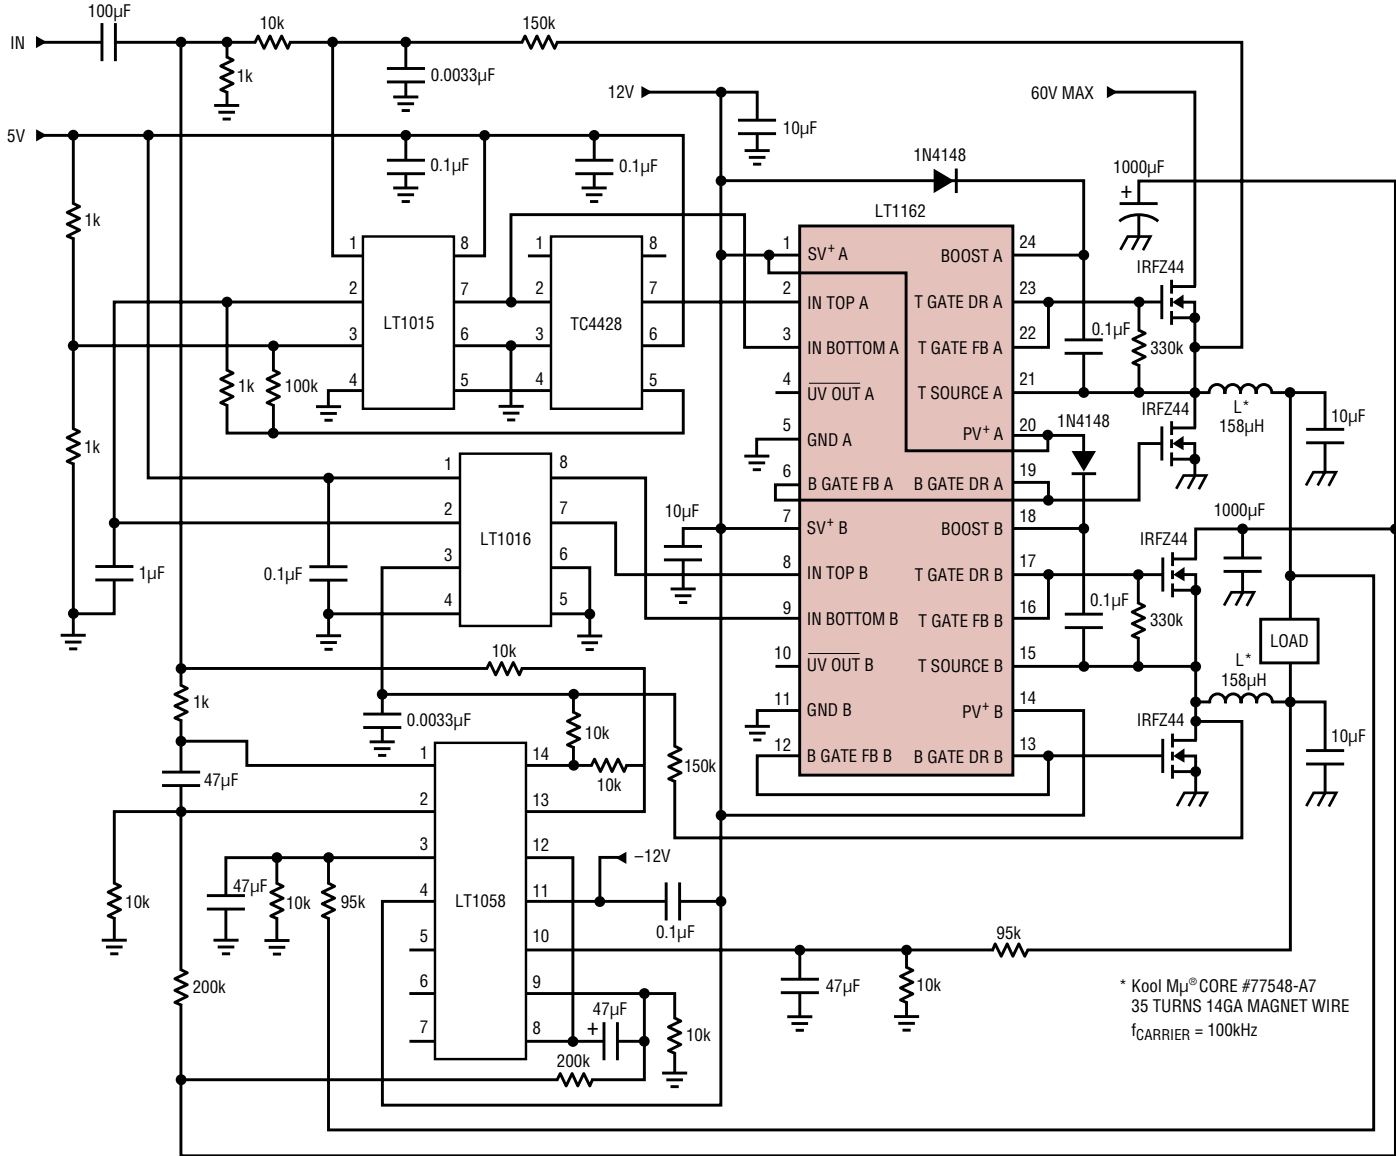 100µF
10k
150k
IN
1k
0.0033µF
12V
60V MAX
10µF
5V
0.1µF
0.1µF
1N4148
1000µF
+
LT1162
1k
1
2
3
4
LT1015
8
7
6
5
1
2
3
4
TC4428
8
7
6
5
1k
100k
1k
1 SV+ A
2 IN TOP A
3 IN BOTTOM A
4 UV OUT A
5 GND A
6 B GATE FB A
7 SV+ B
8 IN TOP B
9 IN BOTTOM B
10 UV OUT B
11 GND B
12 B GATE FB B
BOOST A 24
T GATE DR A 23
T GATE FB A 22
T SOURCE A 21
PV+ A 20
B GATE DR A 19
BOOST B 18
T GATE DR B 17
T GATE FB B 16
T SOURCE B 15
PV+ B 14
B GATE DR B 13
IRFZ44
0.1µF
330k
L*
158µH
IRFZ44
1N4148
10µF
1000µF
IRFZ44
0.1µF
330k
LOAD
L*
158µH
IRFZ44
10µF
1
2
3
4
LT1016
8
7
6
5
10µF
1µF
0.1µF
10k
1k
0.0033µF
10k
10k
150k
47µF
1
2
3
4
5
6
7
LT1058
14
13
12
11
10
9
8
–12V
0.1µF
10k
47µF
10k
95k
200k
95k
47µF
10k
47µF
+
10k
200k
* Kool Mµ® CORE #77548-A7
35 TURNS 14GA MAGNET WIRE
fCARRIER = 100kHz